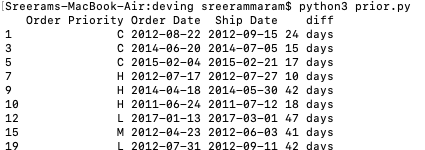 [Sreerams-MacBook-Air:deving sreerammaram$ python3 prior.py
Order Priority Order Date Ship Date diff
1 C 2012-08-22 2012-09-15 24 days
3 C 2014-06-20 2014-07-05 15 days
5 C 2015-02-04 2015-02-21 17 days
7 H 2012-07-17 2012-07-27 10 days
9 H 2014-04-18 2014-05-30 42 days
10 H 2011-06-24 2011-07-12 18 days
12 L 2017-01-13 2017-03-01 47 days
15 M 2012-04-23 2012-06-03 41 days
19 L 2012-07-31 2012-09-11 42 days